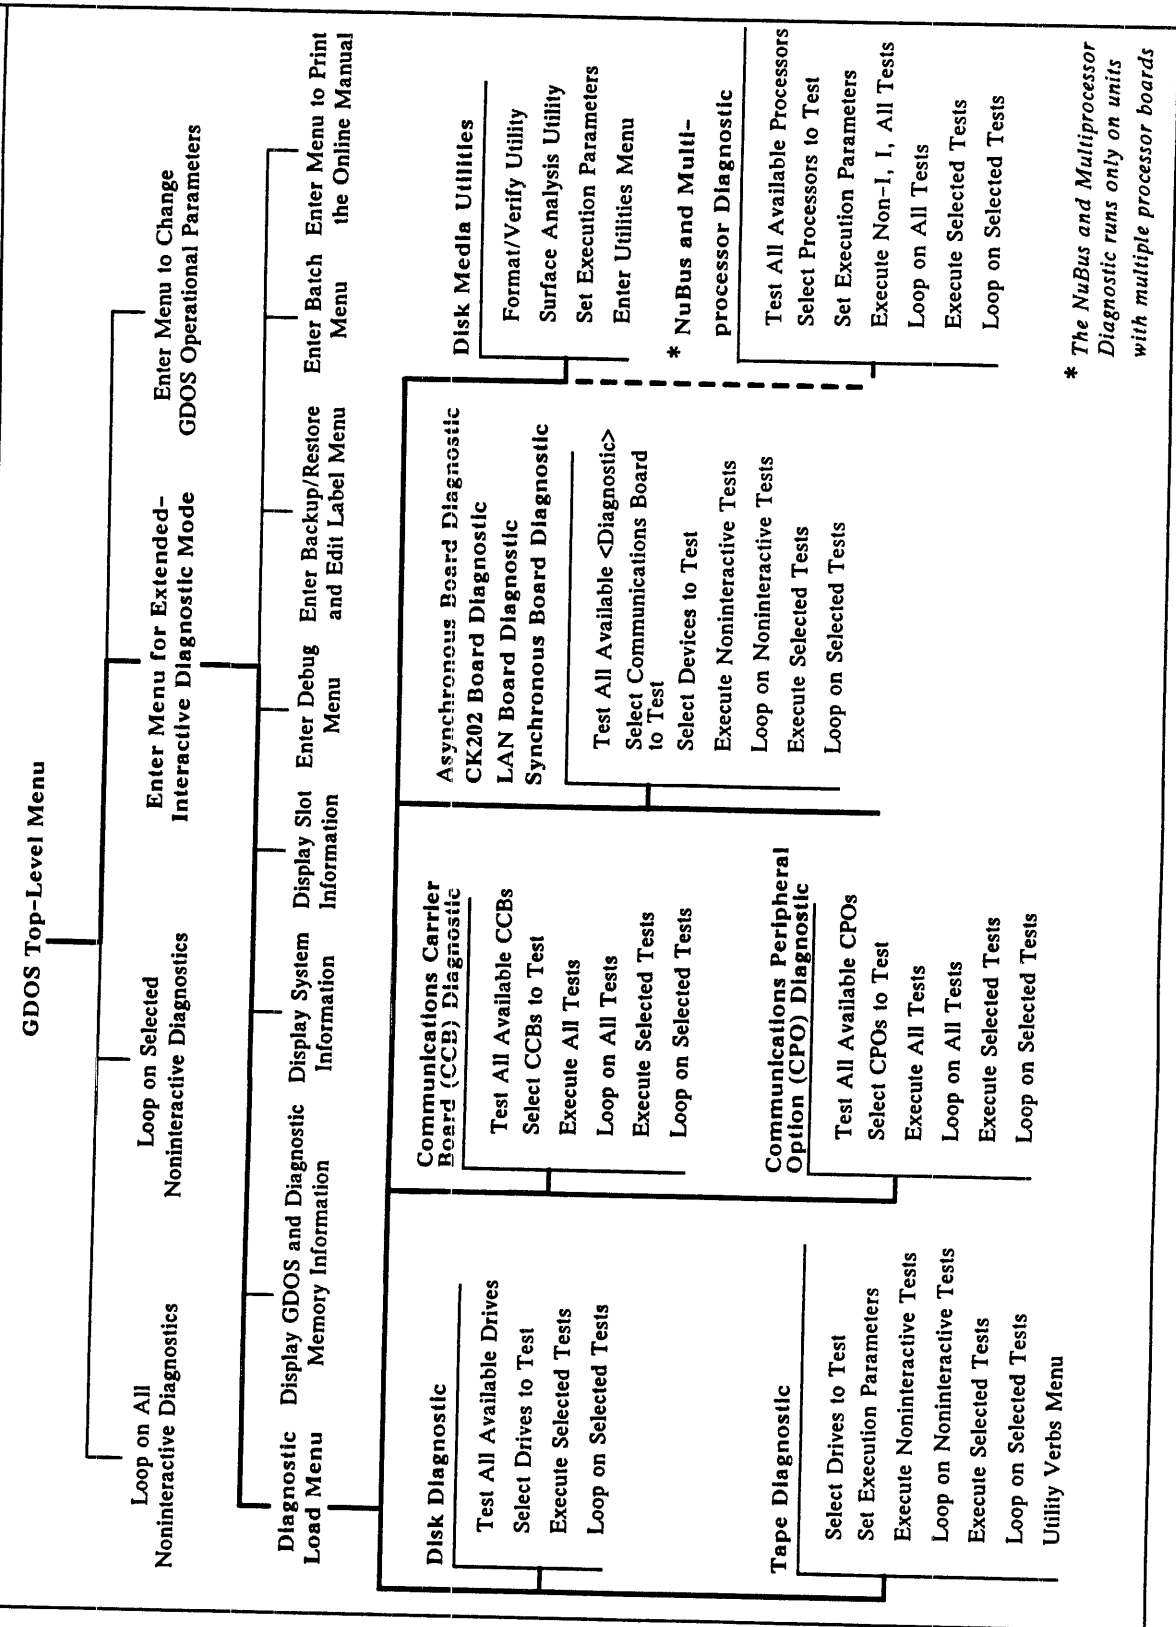 GDOS Top-Level Menu
Loop on All
Noninteractive Diagnostics
Loop on Selected
Noninteractive Diagnostics
Enter Menu for Extended-
Interactive Diagnostic Mode
Enter Menu to Change
GDOS Operational Parameters
Diagnostic
Load Menu
Display GDOS and Diagnostic
Memory Information
Display System
Information
Display Slot
Information
Enter Debug
Menu
Enter Backup/Restore
and Edit Label Menu
Enter Batch
Menu
Enter Menu to Print
the Online Manual
Disk Diagnostic
Test All Available Drives
Select Drives to Test
Execute Selected Tests
Loop on Selected Tests
Tape Diagnostic
Select Drives to Test
Set Execution Parameters
Execute Noninteractive Tests
Loop on Noninteractive Tests
Execute Selected Tests
Loop on Selected Tests
Utility Verbs Menu
Communications Carrier
Board (CCB) Diagnostic
Test All Available CCBs
Select CCBs to Test
Execute All Tests
Loop on All Tests
Execute Selected Tests
Loop on Selected Tests
Communications Peripheral
Option (CPO) Diagnostic
Test All Available CPOs
Select CPOs to Test
Execute All Tests
Loop on All Tests
Execute Selected Tests
Loop on Selected Tests
Asynchronous Board Diagnostic
CK202 Board Diagnostic
LAN Board Diagnostic
Synchronous Board Diagnostic
Test All Available <Diagnostic>
Select Communications Board
to Test
Select Devices to Test
Execute Noninteractive Tests
Loop on Noninteractive Tests
Execute Selected Tests
Loop on Selected Tests
Disk Media Utilities
Format/Verify Utility
Surface Analysis Utility
Set Execution Parameters
Enter Utilities Menu
* NuBus and Multi-
processor Diagnostic
Test All Available Processors
Select Processors to Test
Set Execution Parameters
Execute Non-I, I, All Tests
Loop on All Tests
Execute Selected Tests
Loop on Selected Tests
* The NuBus and Multiprocessor
Diagnostic runs only on units
with multiple processor boards